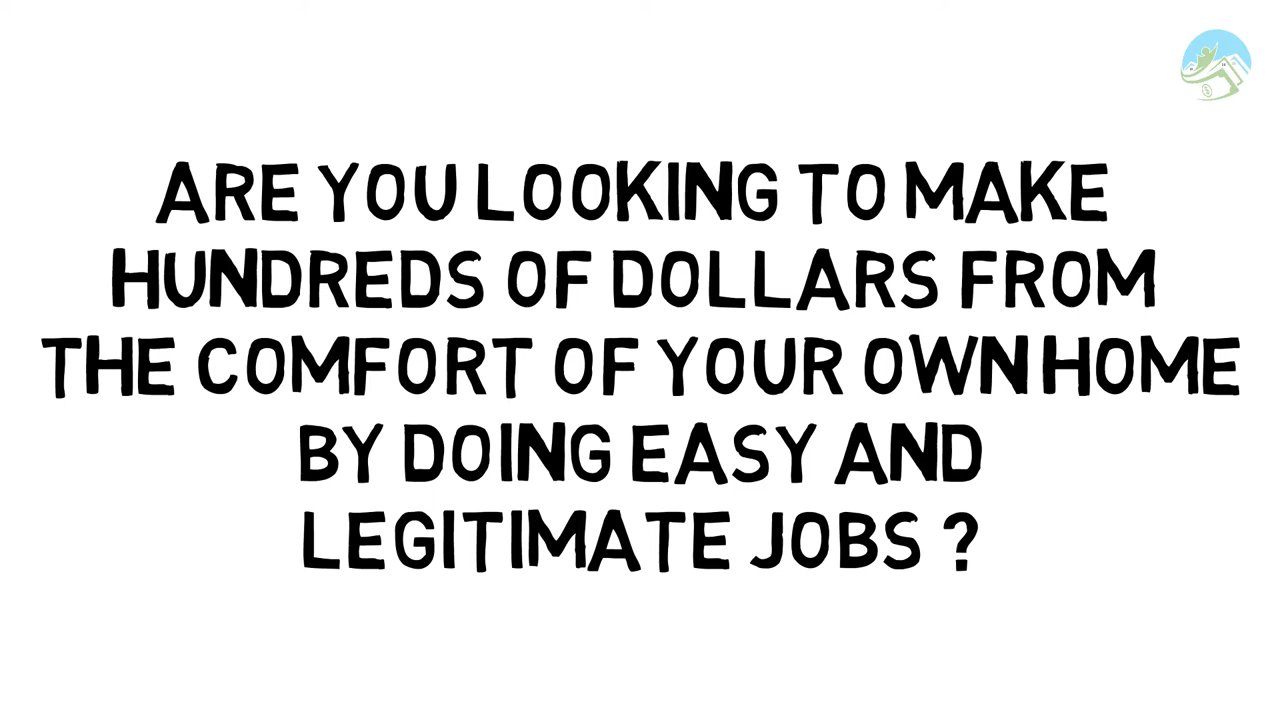 ARE YOU LOOKING TO MAKE
HUNDREDS OF DOLLARS FROM
THE COMFORT OF YOUR OWN HOME
BY DOING EASY AND
LEGITIMATE JOBS ?